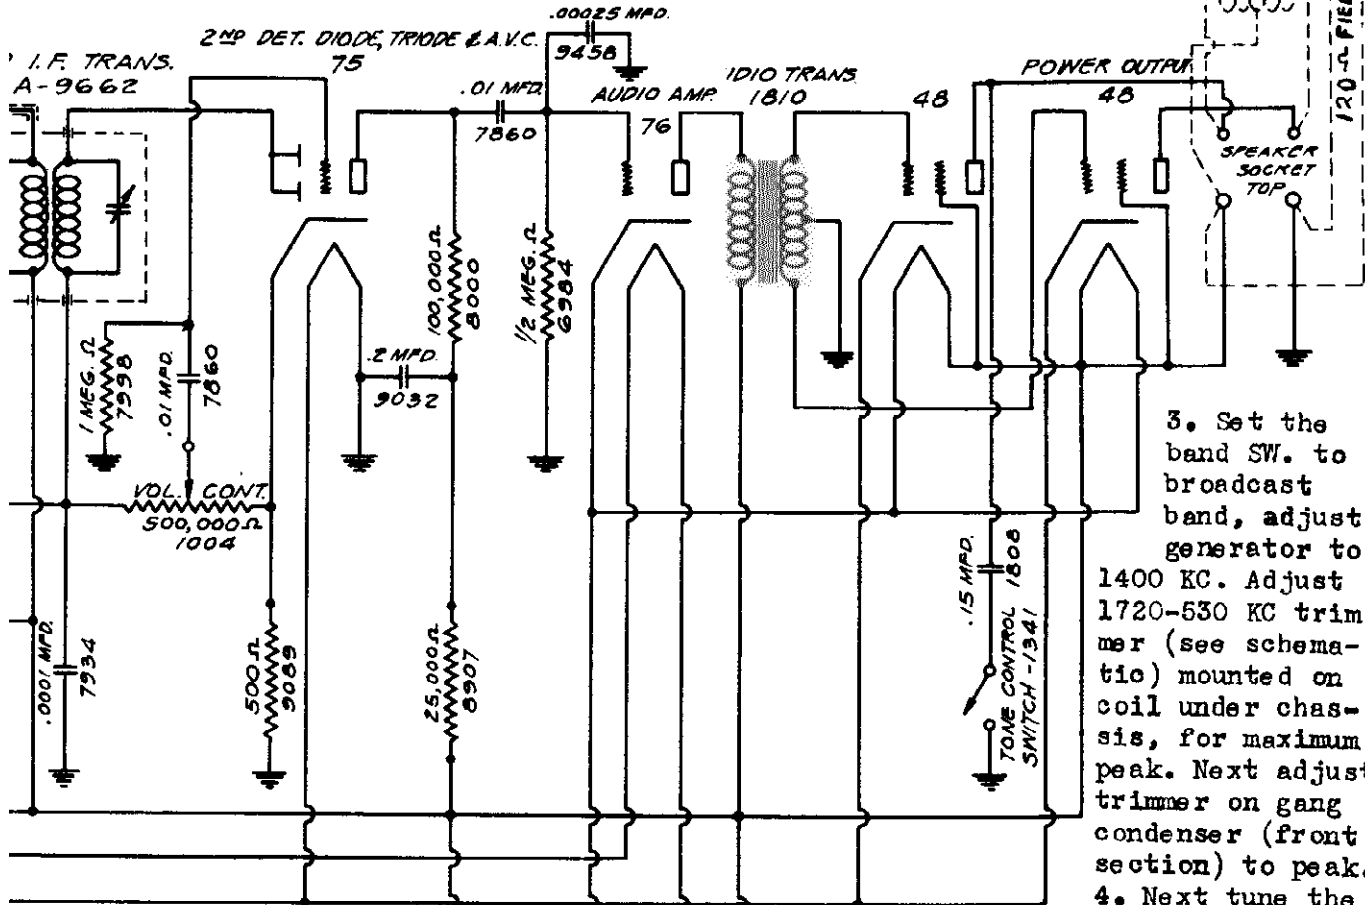 .00025 MFD.
9458
2ND DET. DIODE, TRIODE & A.V.C.
75
I.F. TRANS.
A-9662
.01 MFD.
7860
AUDIO AMP.
76
IDIO TRANS
1810
48
POWER OUTPUT
48
120Ω FIEL
SPEAKER
SOCKET
TOP
100,000 Ω
8000
1/2 MEG. Ω
6984
.2 MFD.
9032
1 MEG. Ω
7998
.01 MFD.
7860
VOL. CONT.
500,000 Ω
1004
.0001 MFD.
7934
500 Ω
9089
25,000 Ω
8907
.15 MFD.
1808
TONE CONTROL
SWITCH -1341
3. Set the
band SW. to
broadcast
band, adjust
generator to
1400 KC. Adjust
1720-530 KC trim
mer (see schema-
tic) mounted on
coil under chas-
sis, for maximum
peak. Next adjust
trimmer on gang
condenser (front
section) to peak.
4. Next tune the